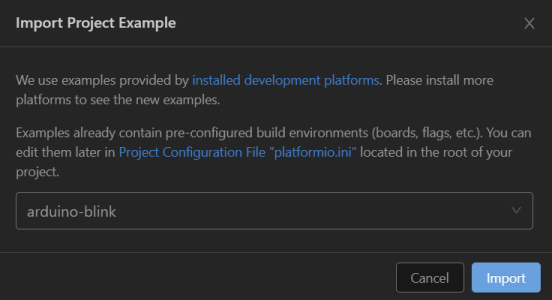 Import Project Example
We use examples provided by installed development platforms. Please install more
platforms to see the new examples.
Examples already contain pre-configured build environments (boards, flags, etc.). You can
edit them later in Project Configuration File "platformio.ini" located in the root of your
project.
arduino-blink
Cancel
Import